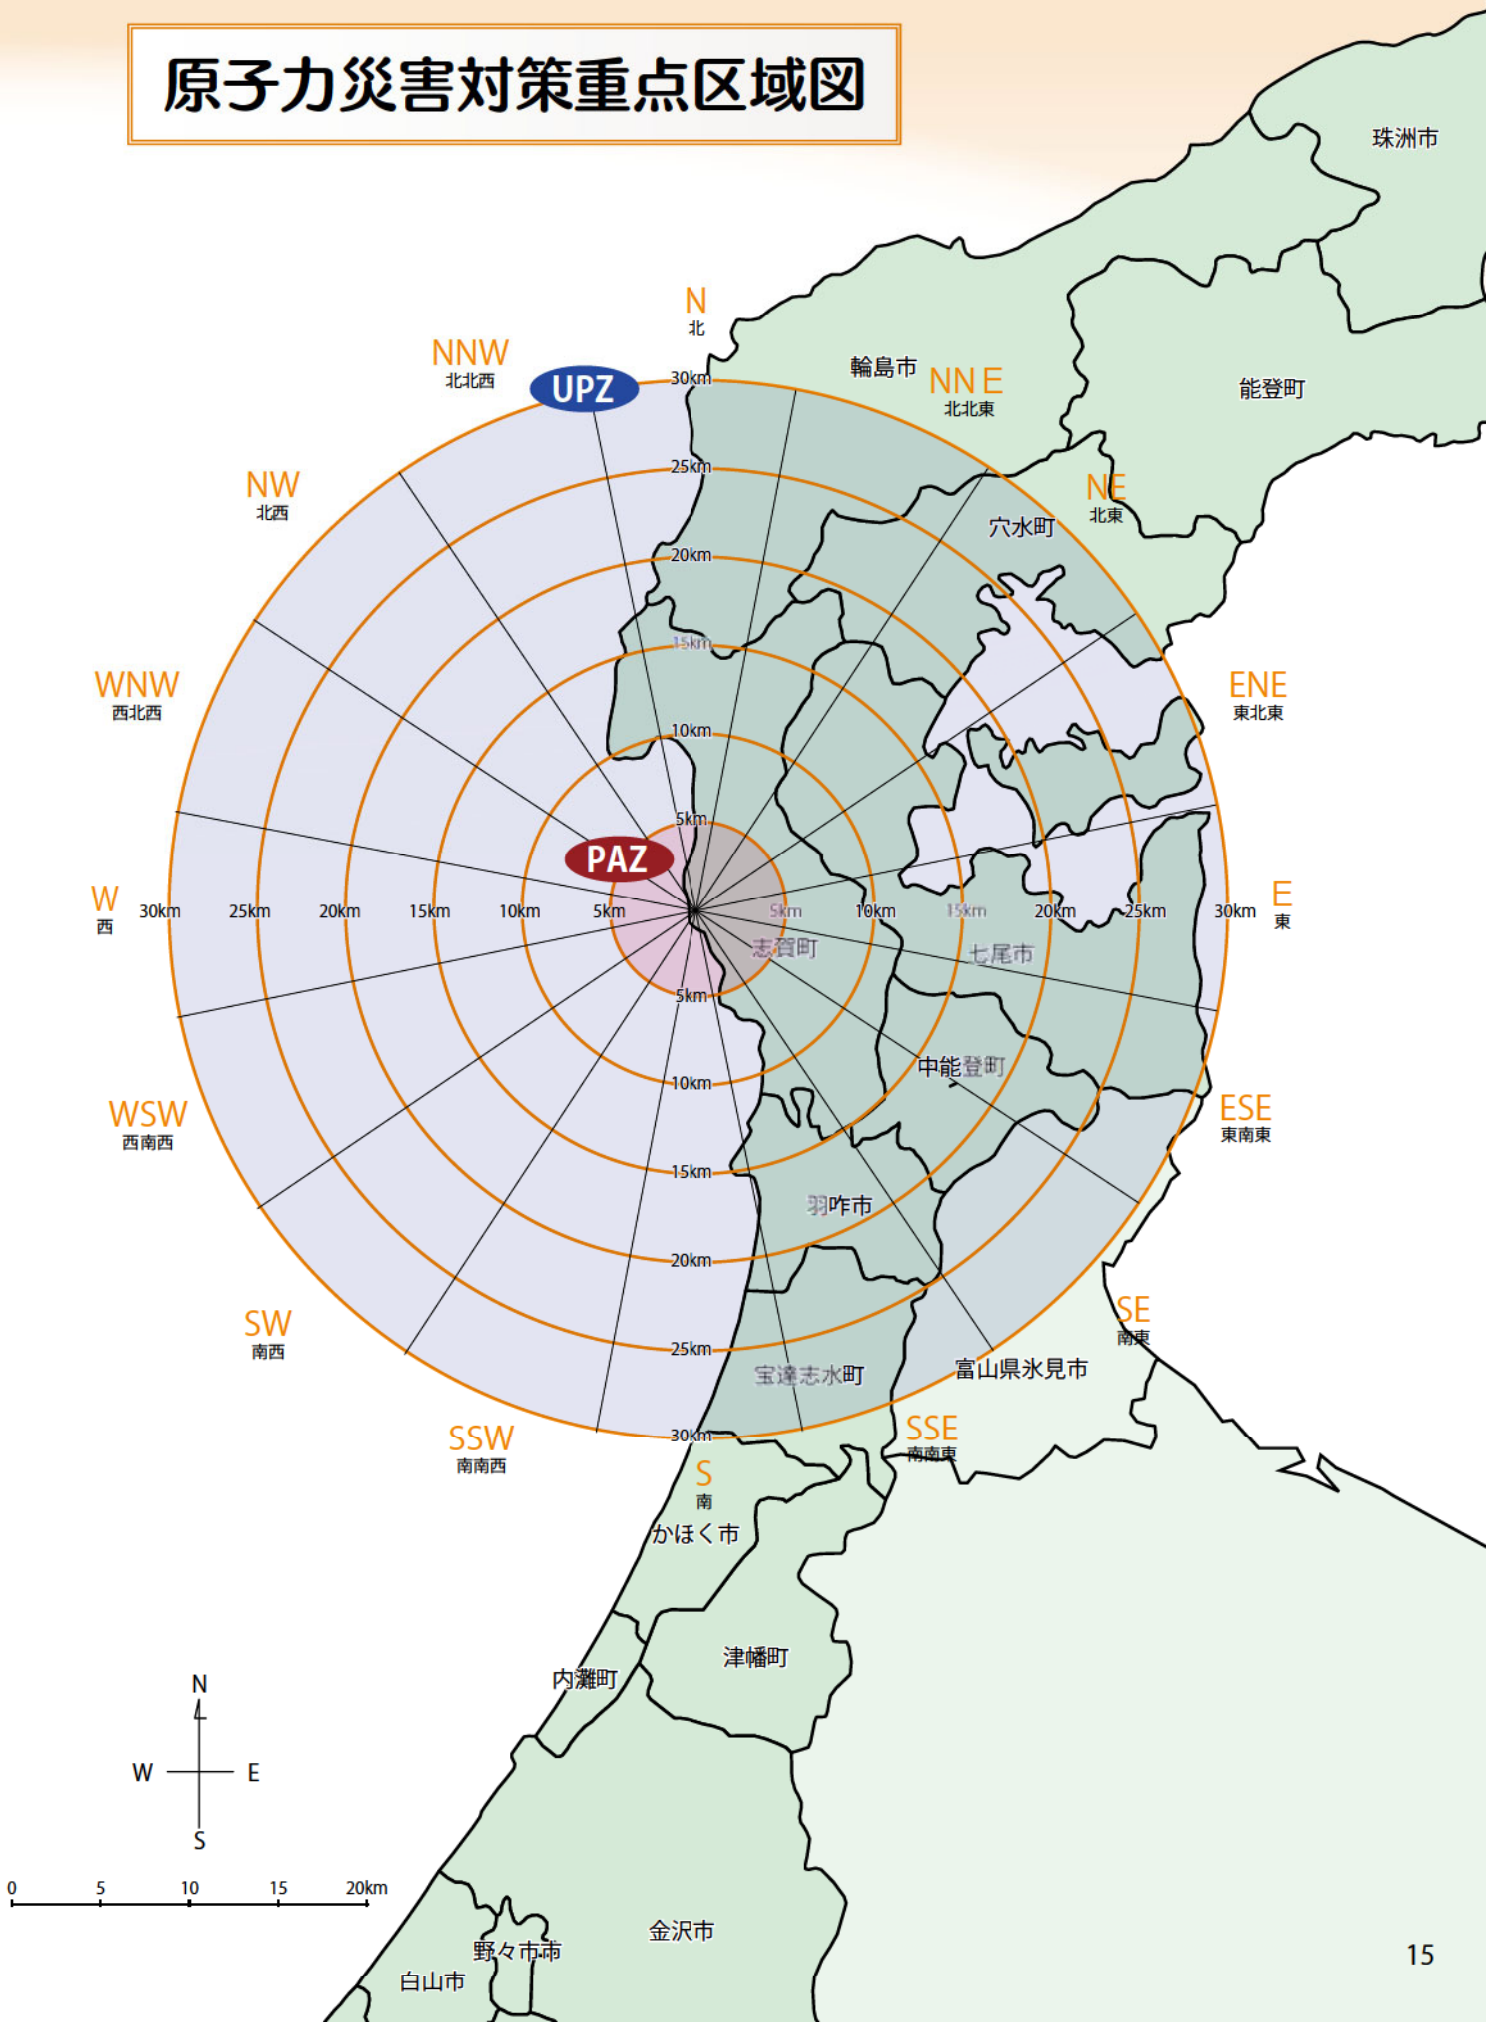 原子力災害対策重点区域図
珠洲市
N
北
NNW
北北西
UPZ
30km
輪島市
NNE
北北東
能登町
25km
NW
北西
NE
北東
穴水町
20km
15km
WNW
西北西
ENE
東北東
10km
5km
PAZ
W
西
30km
25km
20km
15km
10km
5km
5km
10km
15km
20km
25km
30km
E
東
志賀町
七尾市
5km
中能登町
10km
WSW
西南西
ESE
東南東
15km
羽咋市
20km
SW
南西
SE
南東
25km
宝達志水町
富山県氷見市
SSW
南南西
30km
SSE
南南東
S
南
かほく市
津幡町
内灘町
N
W
E
S
0
5
10
15
20km
金沢市
野々市市
白山市
15